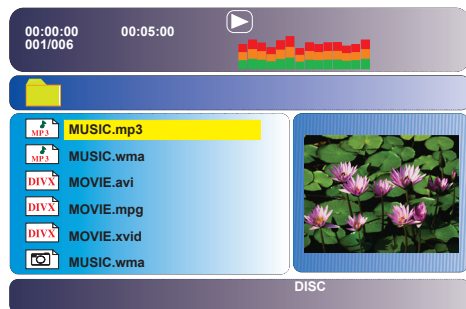 00:00:00 00:05:00
001/006
MP3 MUSIC.mp3
MP3 MUSIC.wma
DIVX MOVIE.avi
DIVX MOVIE.mpg
DIVX MOVIE.xvid
MUSIC.wma
DISC